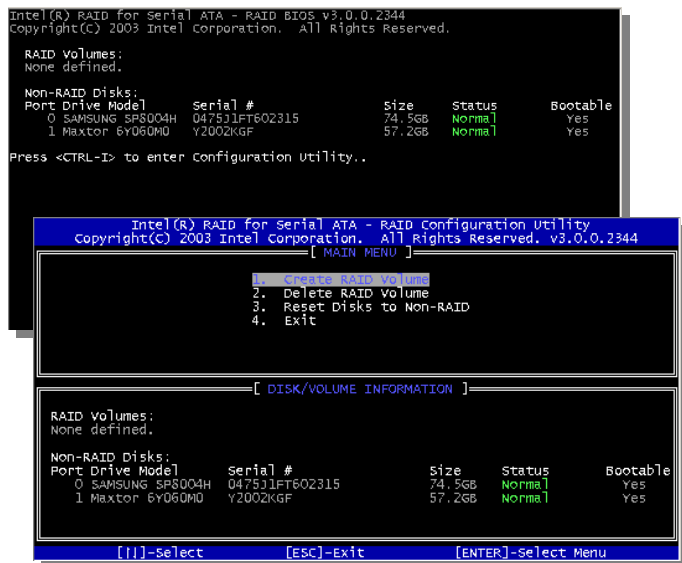 Intel(R) RAID for Serial ATA - RAID BIOS v3.0.0.2344
Copyright(C) 2003 Intel Corporation.  All Rights Reserved.
RAID Volumes:
None defined.
Non-RAID Disks:
Port Drive Model Serial # Size Status Bootable
0 SAMSUNG SP8004H 0475J1FT602315 74.5GB Normal Yes
1 Maxtor 6Y060M0 Y2002KGF 57.2GB Normal Yes
Press <CTRL-I> to enter Configuration Utility..
Intel(R) RAID for Serial ATA - RAID Configuration Utility
Copyright(C) 2003 Intel Corporation.  All Rights Reserved. v3.0.0.2344
[ MAIN MENU ]
1. Create RAID Volume
2. Delete RAID Volume
3. Reset Disks to Non-RAID
4. Exit
[ DISK/VOLUME INFORMATION ]
RAID Volumes:
None defined.
Non-RAID Disks:
Port Drive Model Serial # Size Status Bootable
0 SAMSUNG SP8004H 0475J1FT602315 74.5GB Normal Yes
1 Maxtor 6Y060M0 Y2002KGF 57.2GB Normal Yes
[↑↓]-Select [ESC]-Exit [ENTER]-Select Menu